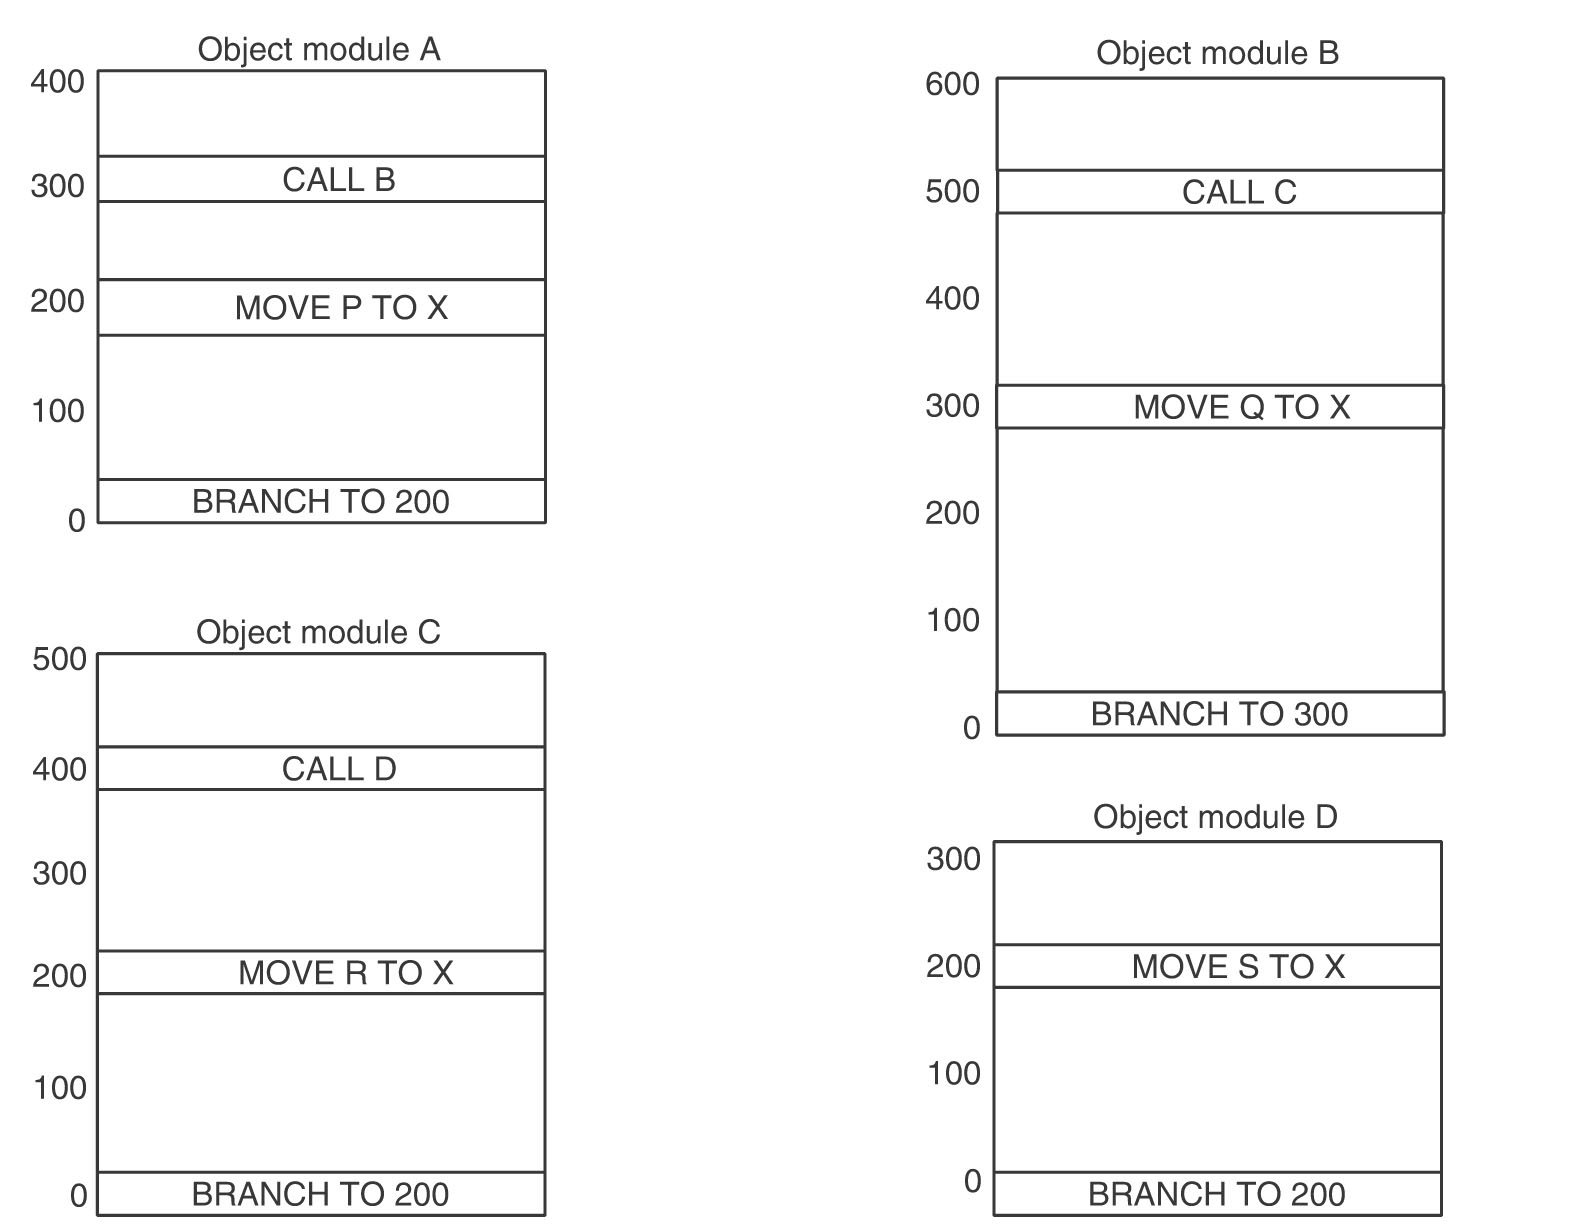 Object module A
400
CALL B
300
MOVE P TO X
200
100
BRANCH TO 200
0
Object module B
600
CALL C
500
400
MOVE Q TO X
300
200
100
BRANCH TO 300
0
Object module C
500
CALL D
400
300
MOVE R TO X
200
100
BRANCH TO 200
0
Object module D
300
MOVE S TO X
200
100
BRANCH TO 200
0